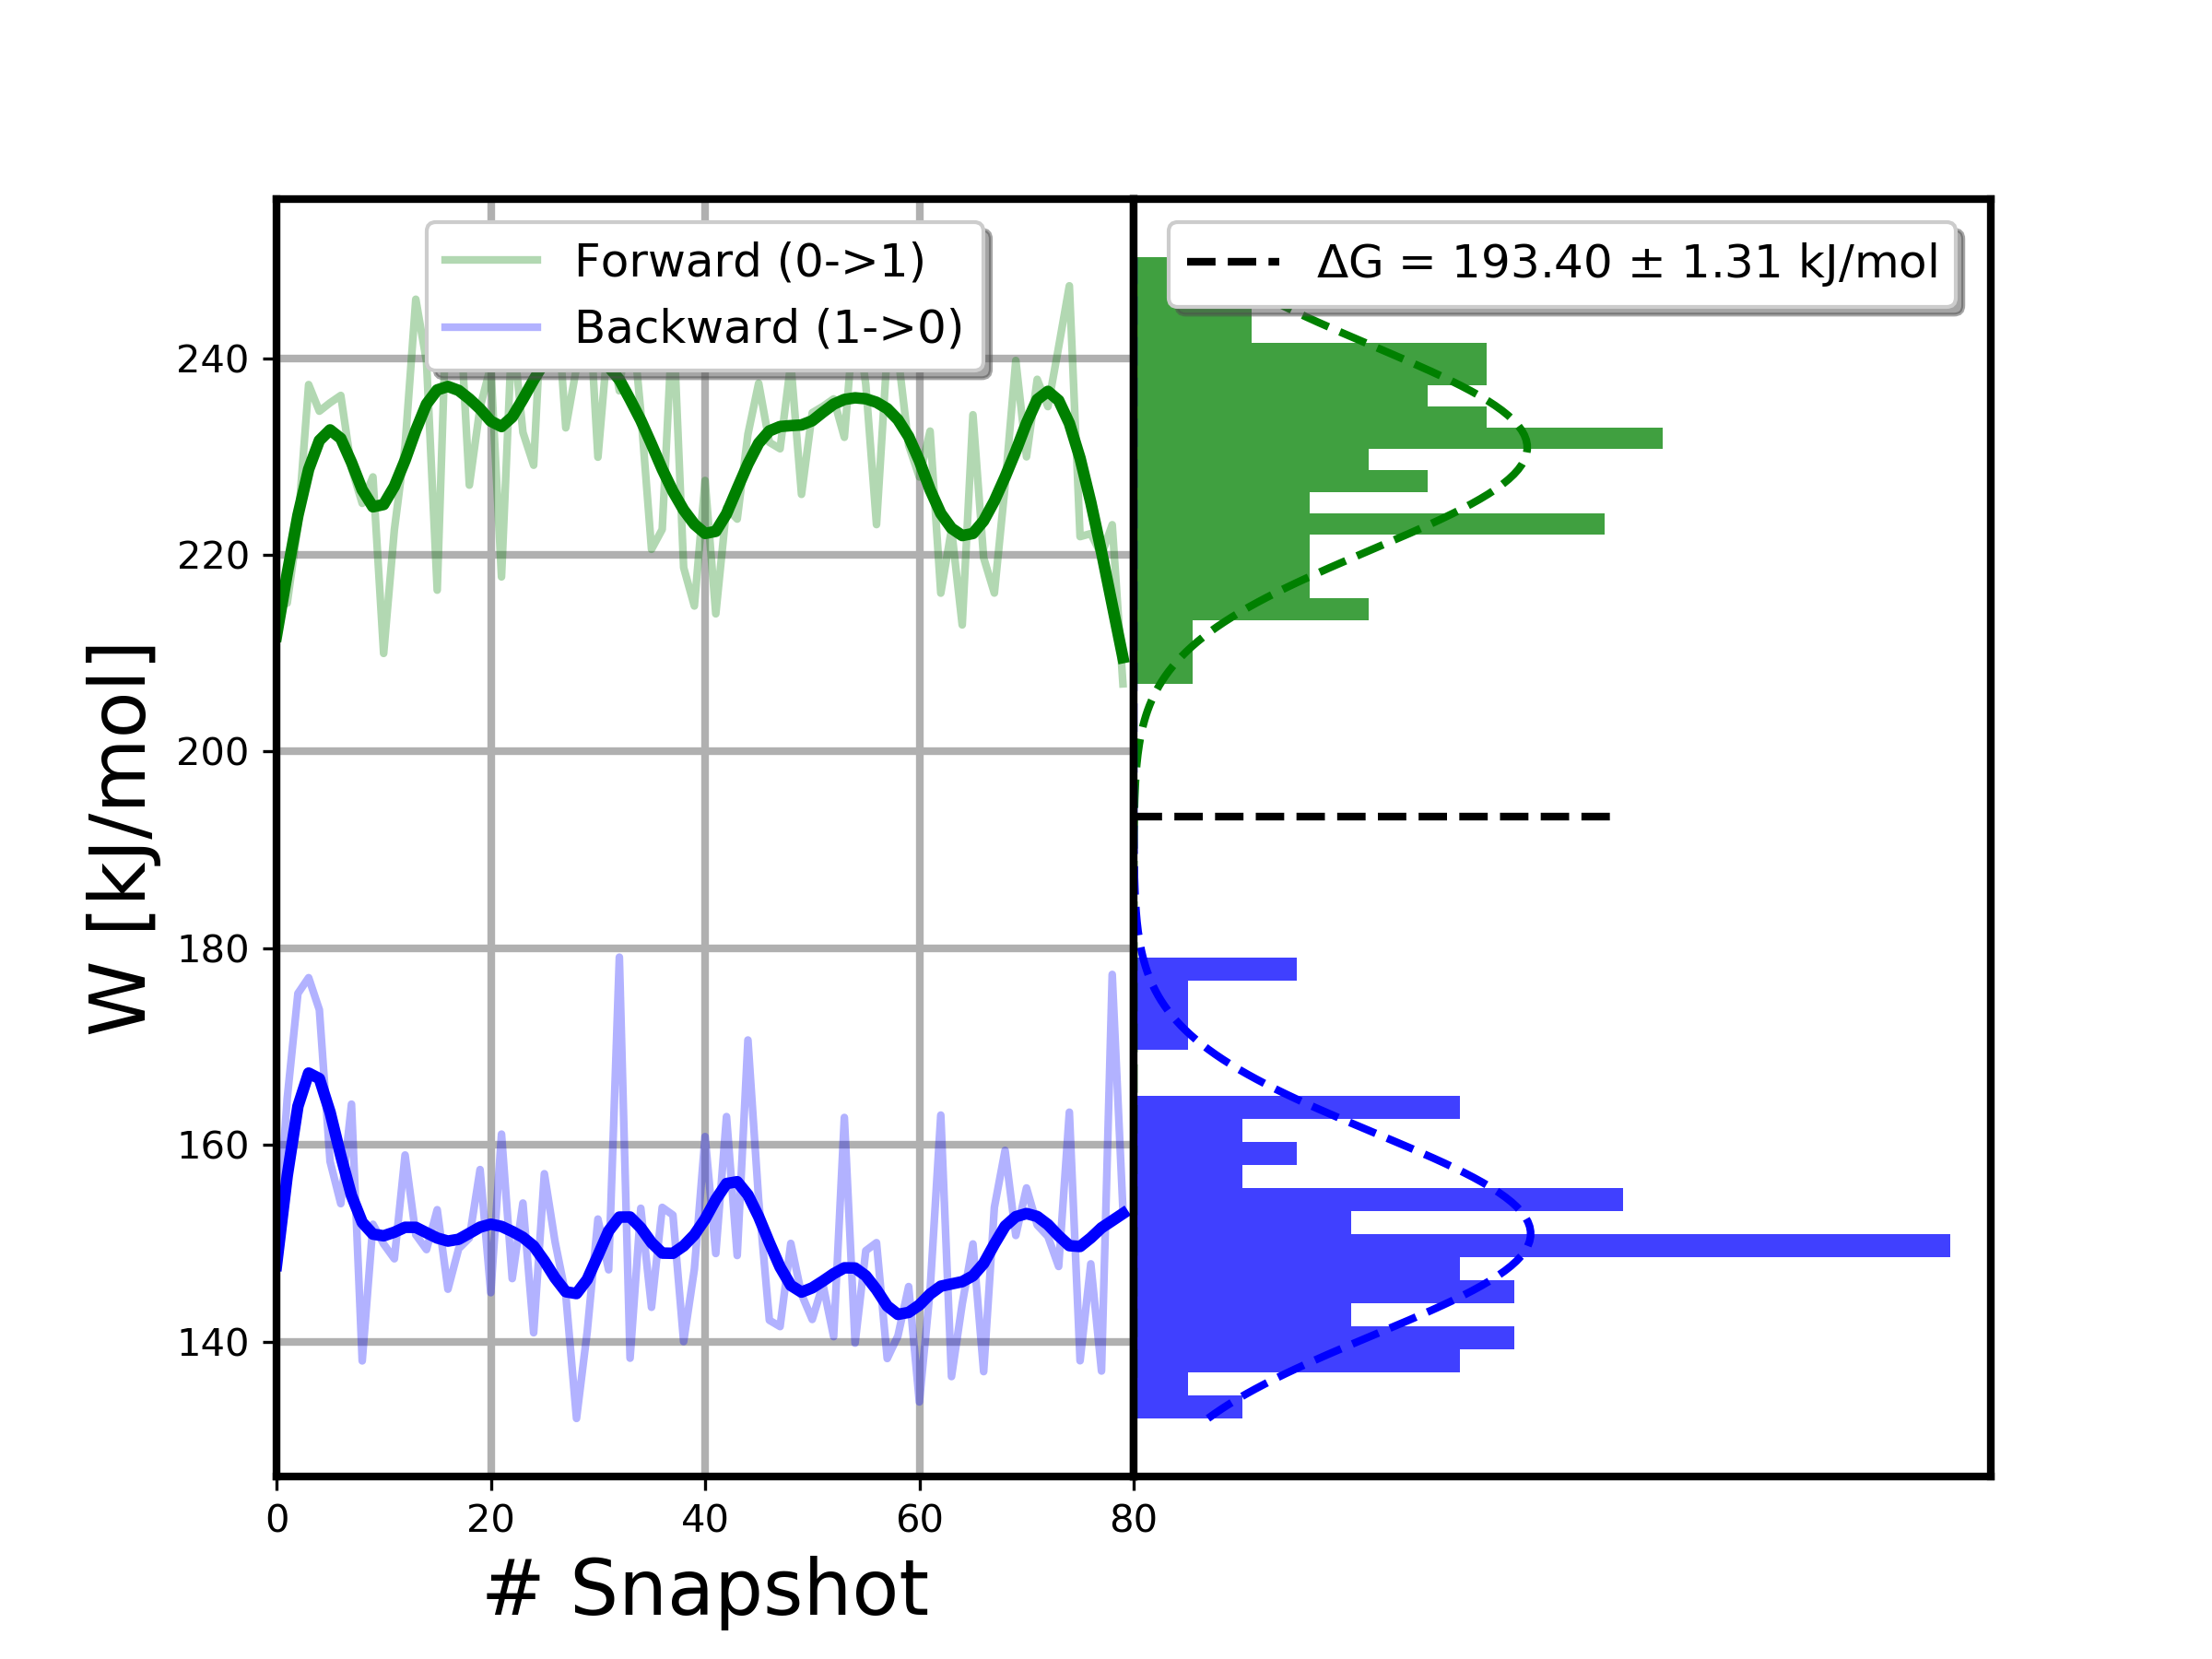 Forward (0->1)
Backward (1->0)
ΔG = 193.40 ± 1.31 kJ/mol
W [kJ/mol]
240
220
200
180
160
140
0 20 40 60 80
# Snapshot